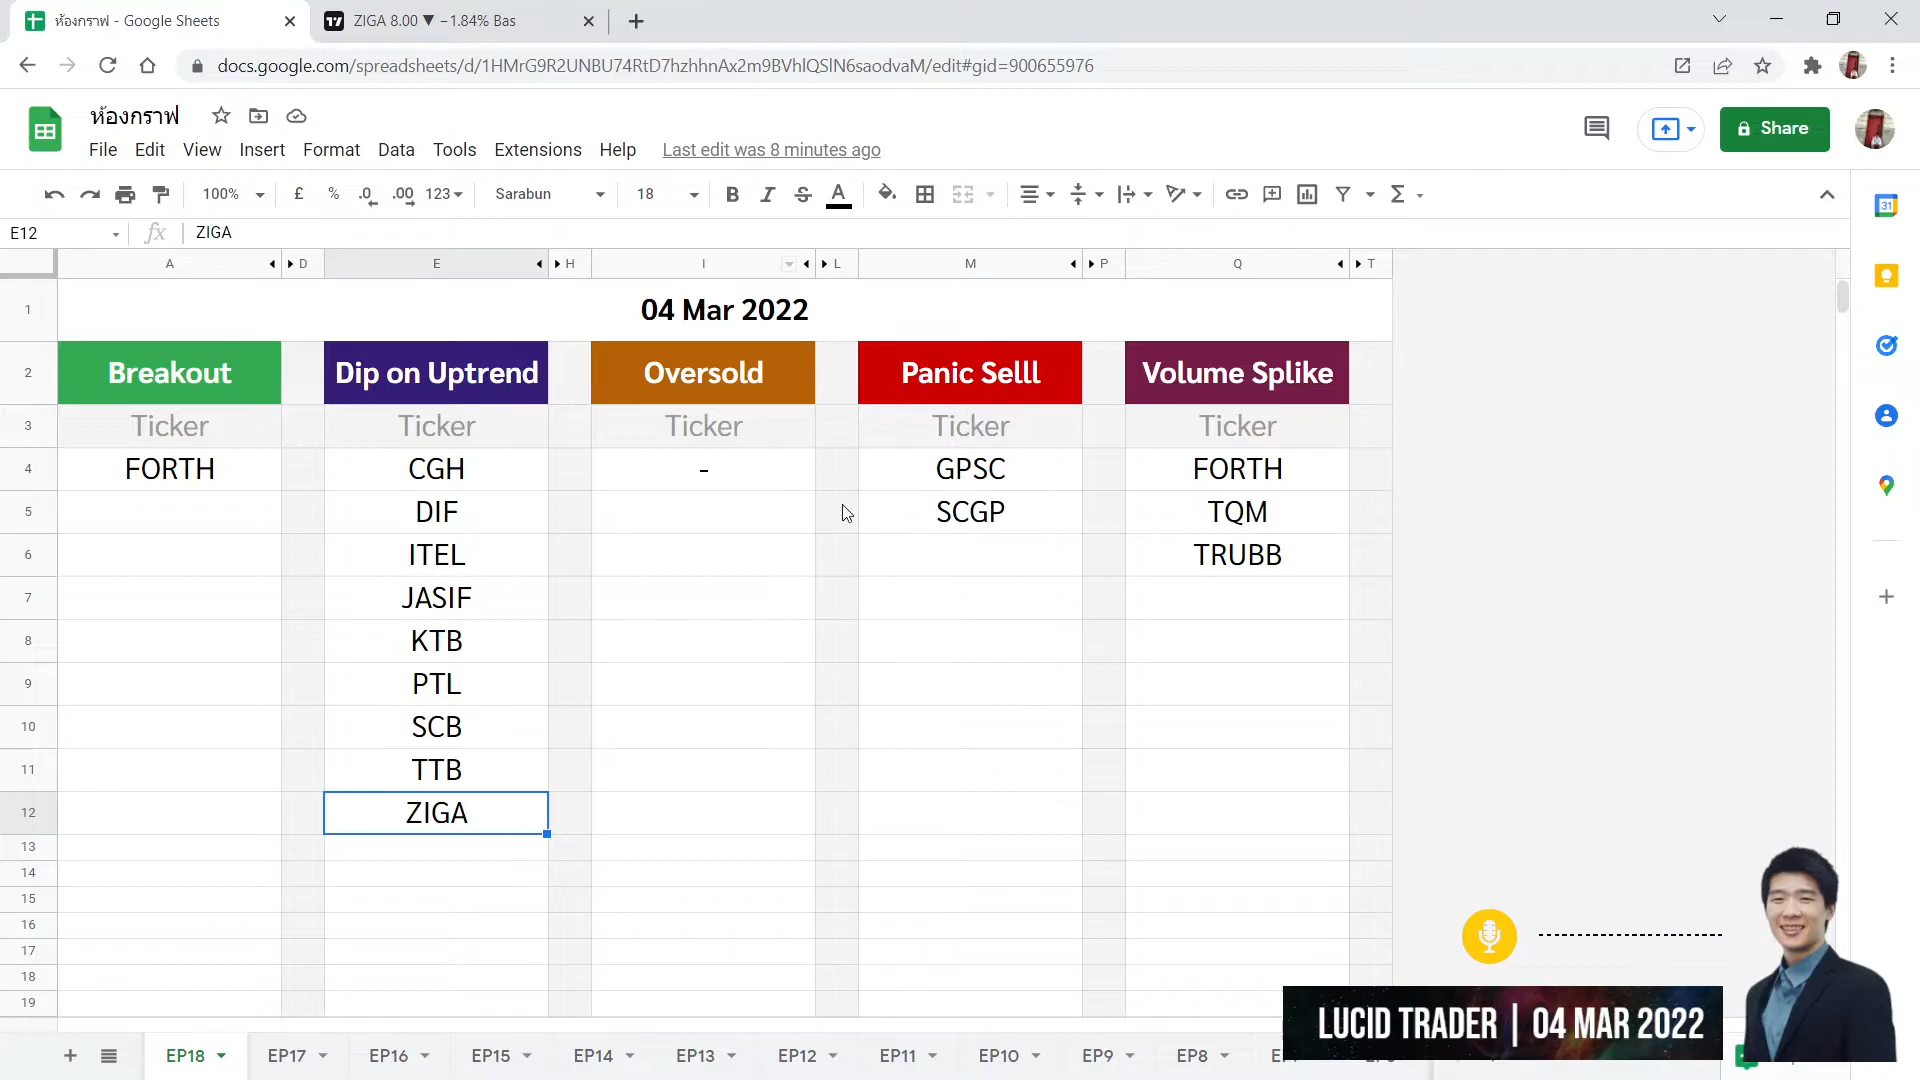 ห้องกราฟ - Google Sheets
ZIGA 8.00 ▼ −1.84% Bas
docs.google.com/spreadsheets/d/1HMrG9R2UNBU74RtD7hzhhnAx2m9BVhlQSlN6saodvaM/edit#gid=900655976
ห้องกราฟ
File Edit View Insert Format Data Tools Extensions Help Last edit was 8 minutes ago
Share
100% £ % .0 .00 123 Sarabun 18 B I S A Σ
31
E12 fx ZIGA
A D E H I L M P Q T
1 04 Mar 2022
2 Breakout Dip on Uptrend Oversold Panic Selll Volume Splike
3 Ticker Ticker Ticker Ticker Ticker
4 FORTH CGH - GPSC FORTH
5 DIF SCGP TQM
6 ITEL TRUBB
7 JASIF
8 KTB
9 PTL
10 SCB
11 TTB
12 ZIGA
13
14
15
16
17
18
19
LUCID TRADER | 04 MAR 2022
EP18 EP17 EP16 EP15 EP14 EP13 EP12 EP11 EP10 EP9 EP8